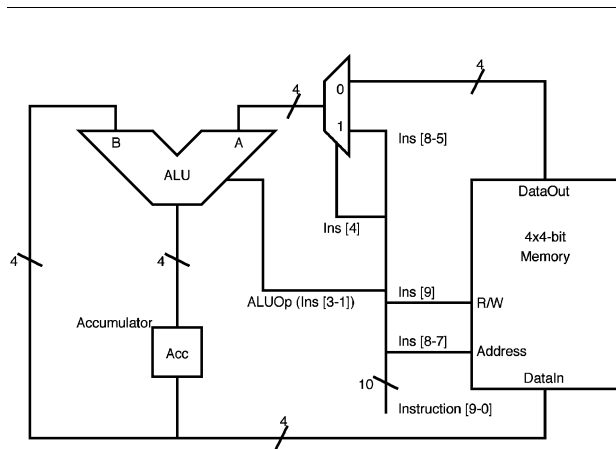 4
4
0
1
B
A
Ins [8-5]
ALU
DataOut
4x4-bit
Memory
Ins [4]
4
4
ALUOp (Ins [3-1])
Ins [9]
R/W
Accumulator
Acc
Ins [8-7]
Address
DataIn
10
Instruction [9-0]
4